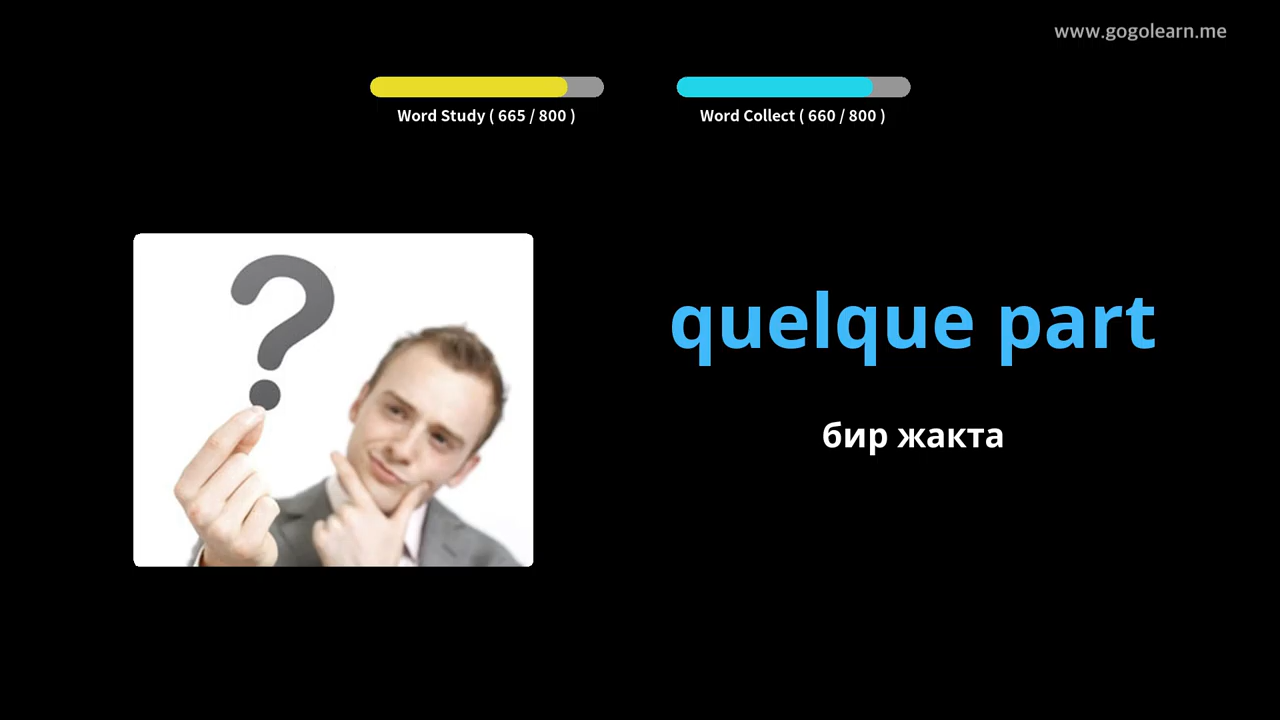 www.gogolearn.me
Word Study ( 665 / 800 )
Word Collect ( 660 / 800 )
?
quelque part
бир жакта